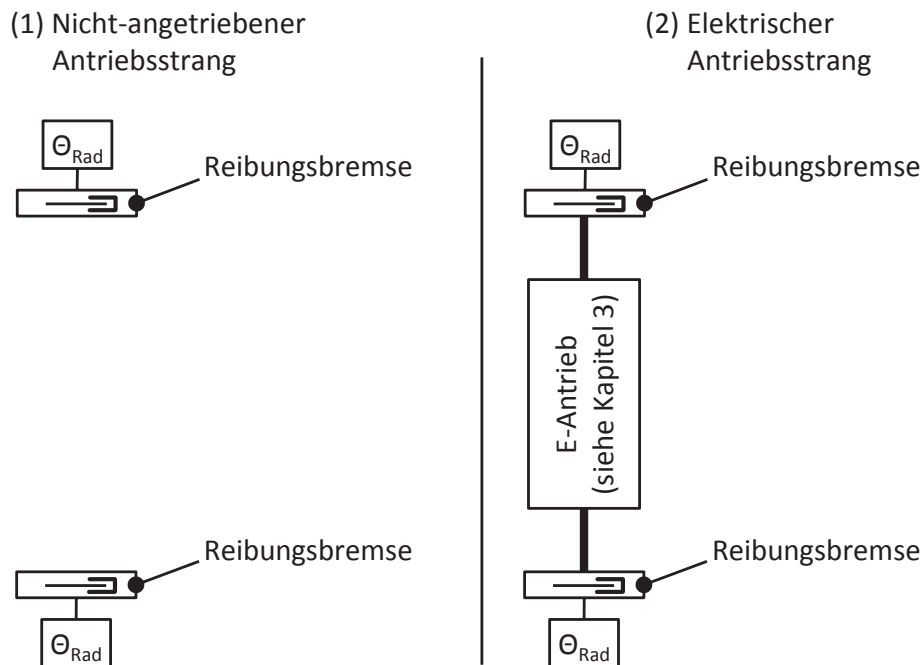 (1) Nicht-angetriebener
Antriebsstrang
(2) Elektrischer
Antriebsstrang
Θ_Rad
Reibungsbremse
Θ_Rad
Reibungsbremse
E-Antrieb
(siehe Kapitel 3)
Reibungsbremse
Θ_Rad
Reibungsbremse
Θ_Rad